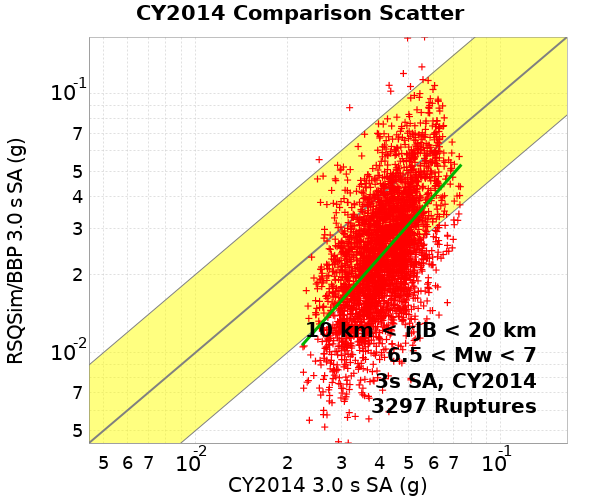 CY2014 Comparison Scatter
RSQSim/BBP 3.0 s SA (g)
10-1
7
5
4
3
2
10-2
7
5
10 km < rJB < 20 km
6.5 < Mw < 7
3s SA, CY2014
3297 Ruptures
5 6 7 10-2 2 3 4 5 6 7 10-1
CY2014 3.0 s SA (g)